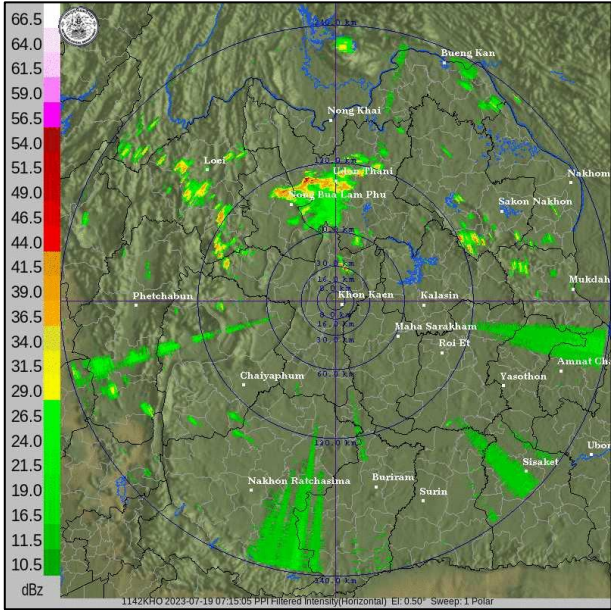 66.5
64.0
61.5
59.0
56.5
54.0
51.5
49.0
46.5
44.0
41.5
39.0
36.5
34.0
31.5
29.0
26.5
24.0
21.5
19.0
16.5
11.5
10.5
dBz
240.0 km
Bueng Kan
Nong Khai
Loei
Udon Thani
Nakhom
Nong Bua Lam Phu
Sakon Nakhon
Mukdah
Phetchabun
Khon Kaen
Kalasin
Maha Sarakham
Roi Et
60.0 km
Amnat Cha
Chaiyaphum
Yasothon
120.0 km
Ubon
Sisaket
Nakhon Ratchasima
Buriram
Surin
240.0 km
1142KHO 2023-07-19 07:15:05 PPI Filtered Intensity(Horizontal) El: 0.50° Sweep: 1 Polar